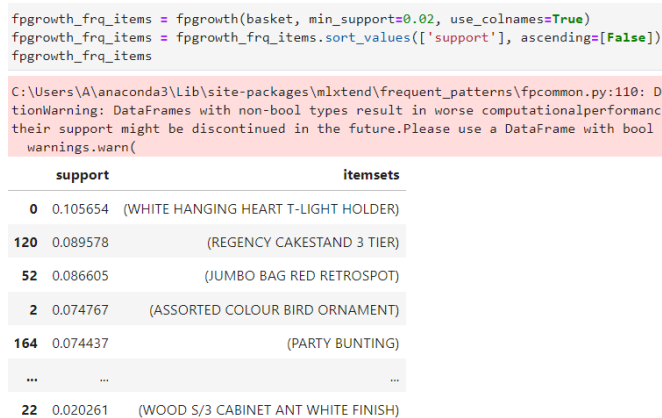 fpgrowth_frq_items = fpgrowth(basket, min_support=0.02, use_colnames=True)
fpgrowth_frq_items = fpgrowth_frq_items.sort_values(['support'], ascending=[False])
fpgrowth_frq_items
C:\Users\A\anaconda3\Lib\site-packages\mlxtend\frequent_patterns\fpcommon.py:110: D
tionWarning: DataFrames with non-bool types result in worse computationalperformanc
their support might be discontinued in the future.Please use a DataFrame with bool
warnings.warn(
support itemsets
0 0.105654 (WHITE HANGING HEART T-LIGHT HOLDER)
120 0.089578 (REGENCY CAKESTAND 3 TIER)
52 0.086605 (JUMBO BAG RED RETROSPOT)
2 0.074767 (ASSORTED COLOUR BIRD ORNAMENT)
164 0.074437 (PARTY BUNTING)
... ... ...
22 0.020261 (WOOD S/3 CABINET ANT WHITE FINISH)